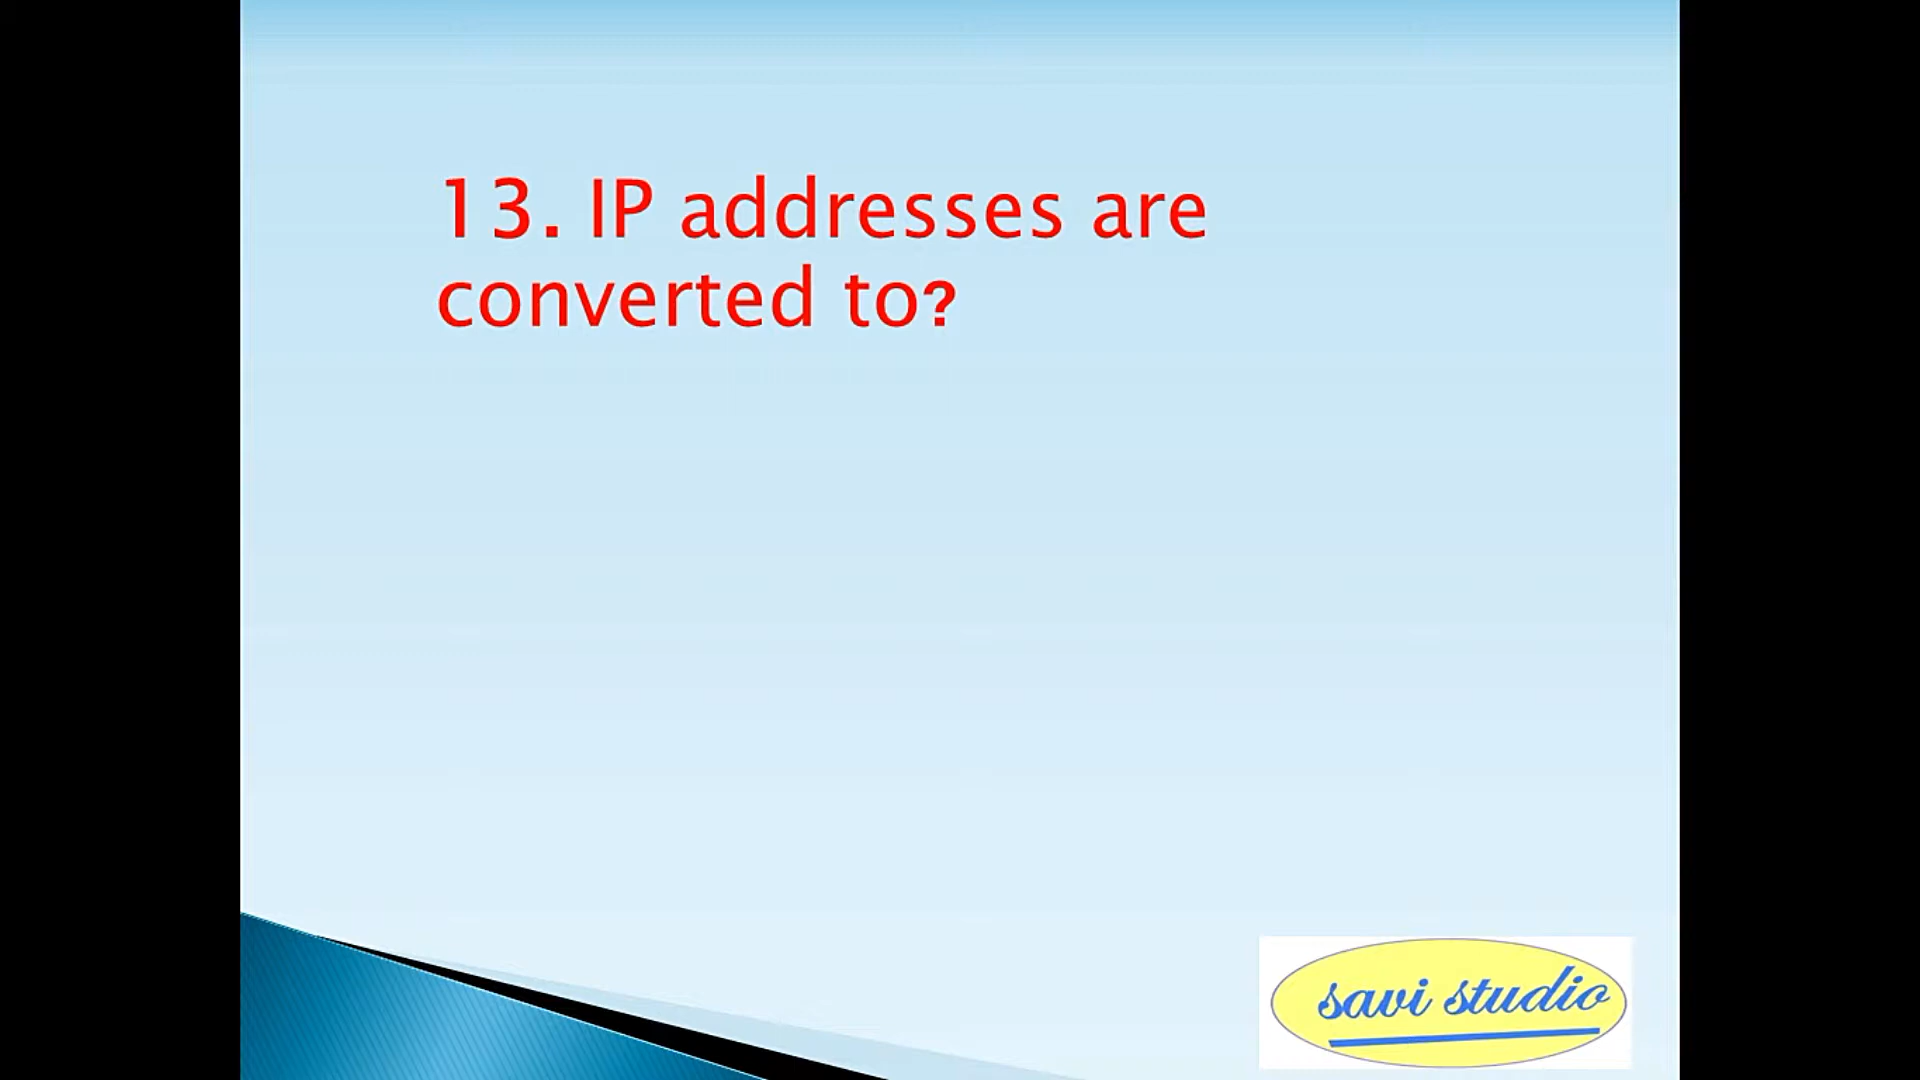 13. IP addresses are
converted to?
savi studio